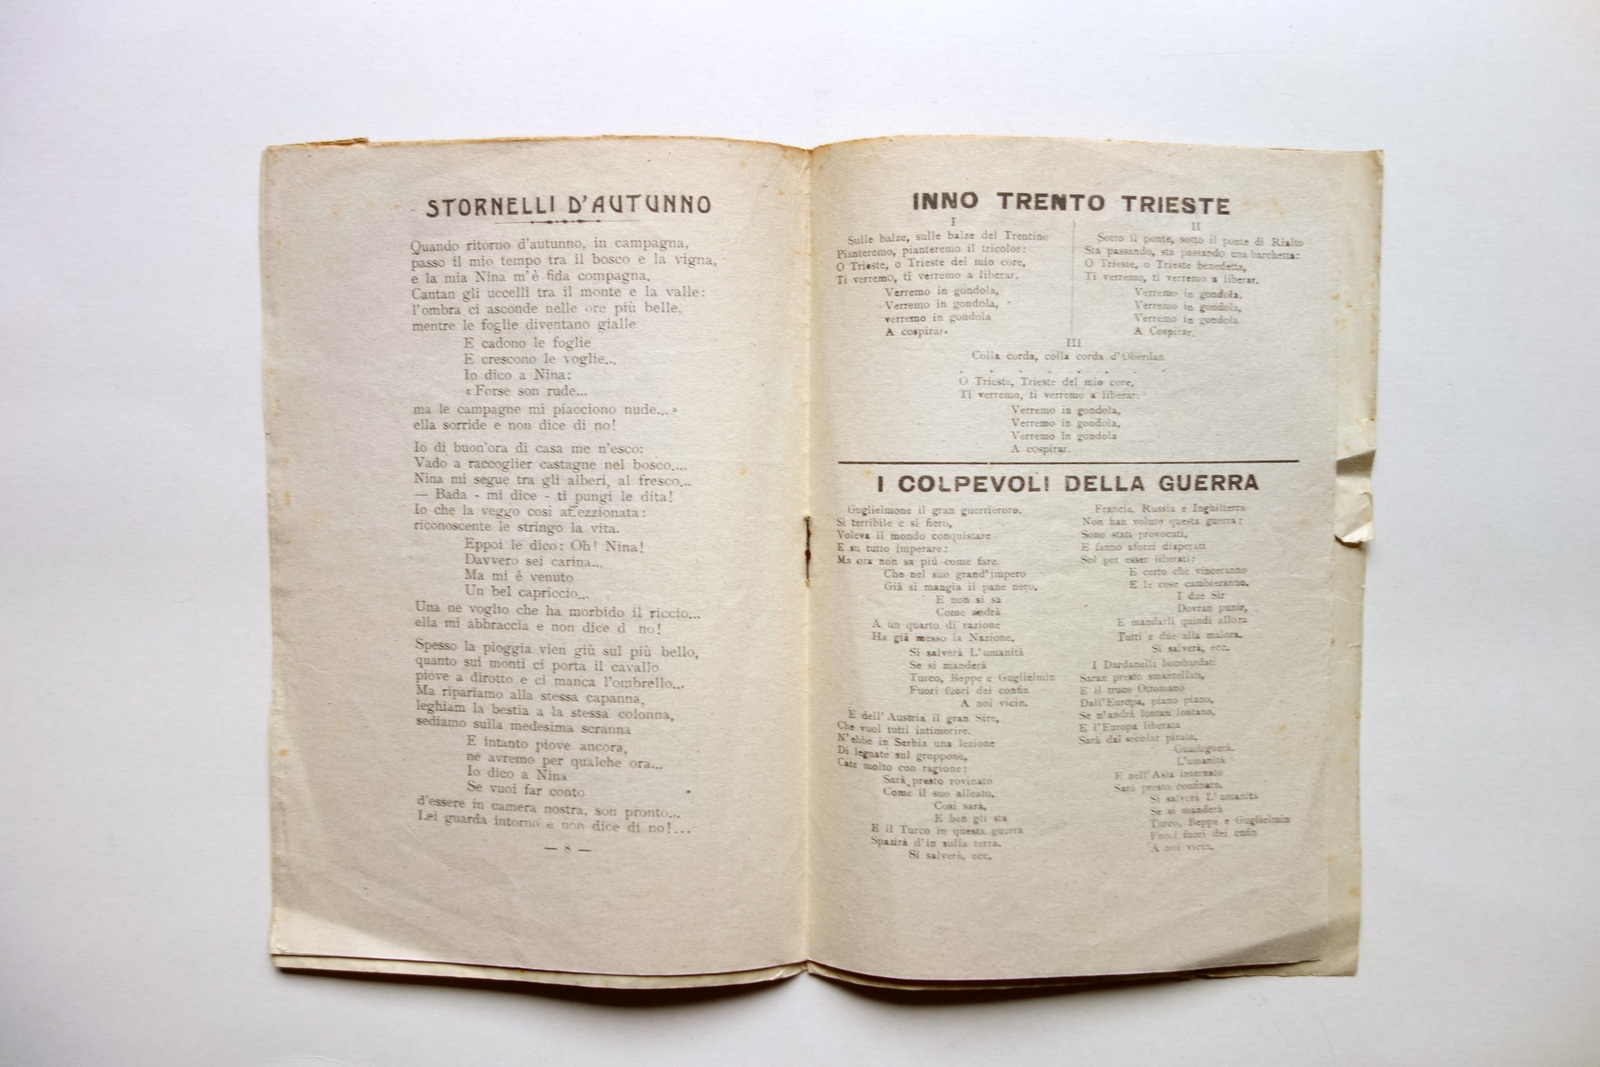 STORNELLI D'AUTUNNO
Quando ritorno d'autunno, in campagna,
passo il mio tempo tra il bosco e la vigna,
e la mia Nina m'è fida compagna.
Cantan gli uccelli tra il monte e la valle:
l'ombra ci asconde nelle ore più belle,
mentre le foglie diventano gialle
E cadono le foglie
E crescono le voglie...
Io dico a Nina:
« Forse son rude...
ma le campagne mi piacciono nude... »
ella sorride e non dice di no!
Io di buon'ora di casa me n'esco:
Vado a raccoglier castagne nel bosco....
Nina mi segue tra gli alberi, al fresco...
— Bada - mi dice - ti pungi le dita!
Io che la veggo così affezzionata:
riconoscente le stringo la vita.
Eppoi le dico: Oh! Nina!
Davvero sei carina...
Ma mi è venuto
Un bel capriccio...
Una ne voglio che ha morbido il riccio...
ella mi abbraccia e non dice d no!
Spesso la pioggia vien giù sul più bello,
quanto sui monti ci porta il cavallo
piove a dirotto e ci manca l'ombrello...
Ma ripariamo alla stessa capanna,
leghiam la bestia a la stessa colonna,
sediamo sulla medesima scranna
E intanto piove ancora,
ne avremo per qualche ora...
Io dico a Nina
Se vuoi far conto
d'essere in camera nostra, son pronto...
Lei guarda intorno e non dice di no!...
— 8 —
INNO TRENTO TRIESTE
I
Sulle balze, sulle balze del Trentino
Pianteremo, pianteremo il tricolor:
O Trieste, o Trieste del mio core,
Ti verremo, ti verremo a liberar.
Verremo in gondola,
Verremo in gondola,
verremo in gondola
A cospirar.
II
Sotto il ponte, sotto il ponte di Rialto
Sta passando, sta passando una barchetta:
O Trieste, o Trieste benedetta,
Ti verremo, ti verremo a liberar.
Verremo in gondola,
Verremo in gondola,
Verremo in gondola
A Cospirar.
III
Colla corda, colla corda d'Oberdan
. . . . . . . .
O Trieste, Trieste del mio core,
Ti verremo, ti verremo a liberar.
Verremo in gondola,
Verremo in gondola,
Verremo in gondola
A cospirar.
I COLPEVOLI DELLA GUERRA
Guglielmone il gran guerrierore.
Sì terribile e sì fiero,
Voleva il mondo conquistare
E su tutto imperare:
Ma ora non sa più come fare.
Che nel suo grand'impero
Già si mangia il pane nero.
E non si sa
Come andrà
A un quarto di razione
Ha già messo la Nazione.
Si salverà L'umanità
Se si manderà
Turco, Beppe e Guglielmin
Fuori fuori dei confin
A noi vicin.
E dell'Austria il gran Sire,
Che vuol tutti intimorire.
N'ebbe in Serbia una lezione
Di legnate sul groppone,
Cate molto con ragione:
Sarà presto rovinato
Come il suo alleato.
Così sarà,
E ben gli sta
E il Turco in questa guerra
Sparirà d'in sulla terra.
Si salverà, ecc.
Francia, Russia e Inghilterra
Non han voluto questa guerra:
Sono stati provocati,
E fanno sforzi disperati
Sol per esser liberati:
E certo che vinceranno
E le cose cambieranno.
I due Sir
Dovran punir,
E mandarli quindi allora
Tutti e due alla malora.
Si salverà, ecc.
I Dardanelli bombardati
Saran presto smantellati,
E il truce Ottomano
Dall'Europa, piano piano,
Se n'andrà lontan lontano,
E l'Europa liberata
Sarà dal secolar pirata,
Guadagnerà.
L'umanità
E nell'Asia internato
Sarà presto confinato.
Si salverà L'umanità
Se si manderà
Turco, Beppe e Guglielmin
Fuori fuori dei cnfin
A noi vicin.